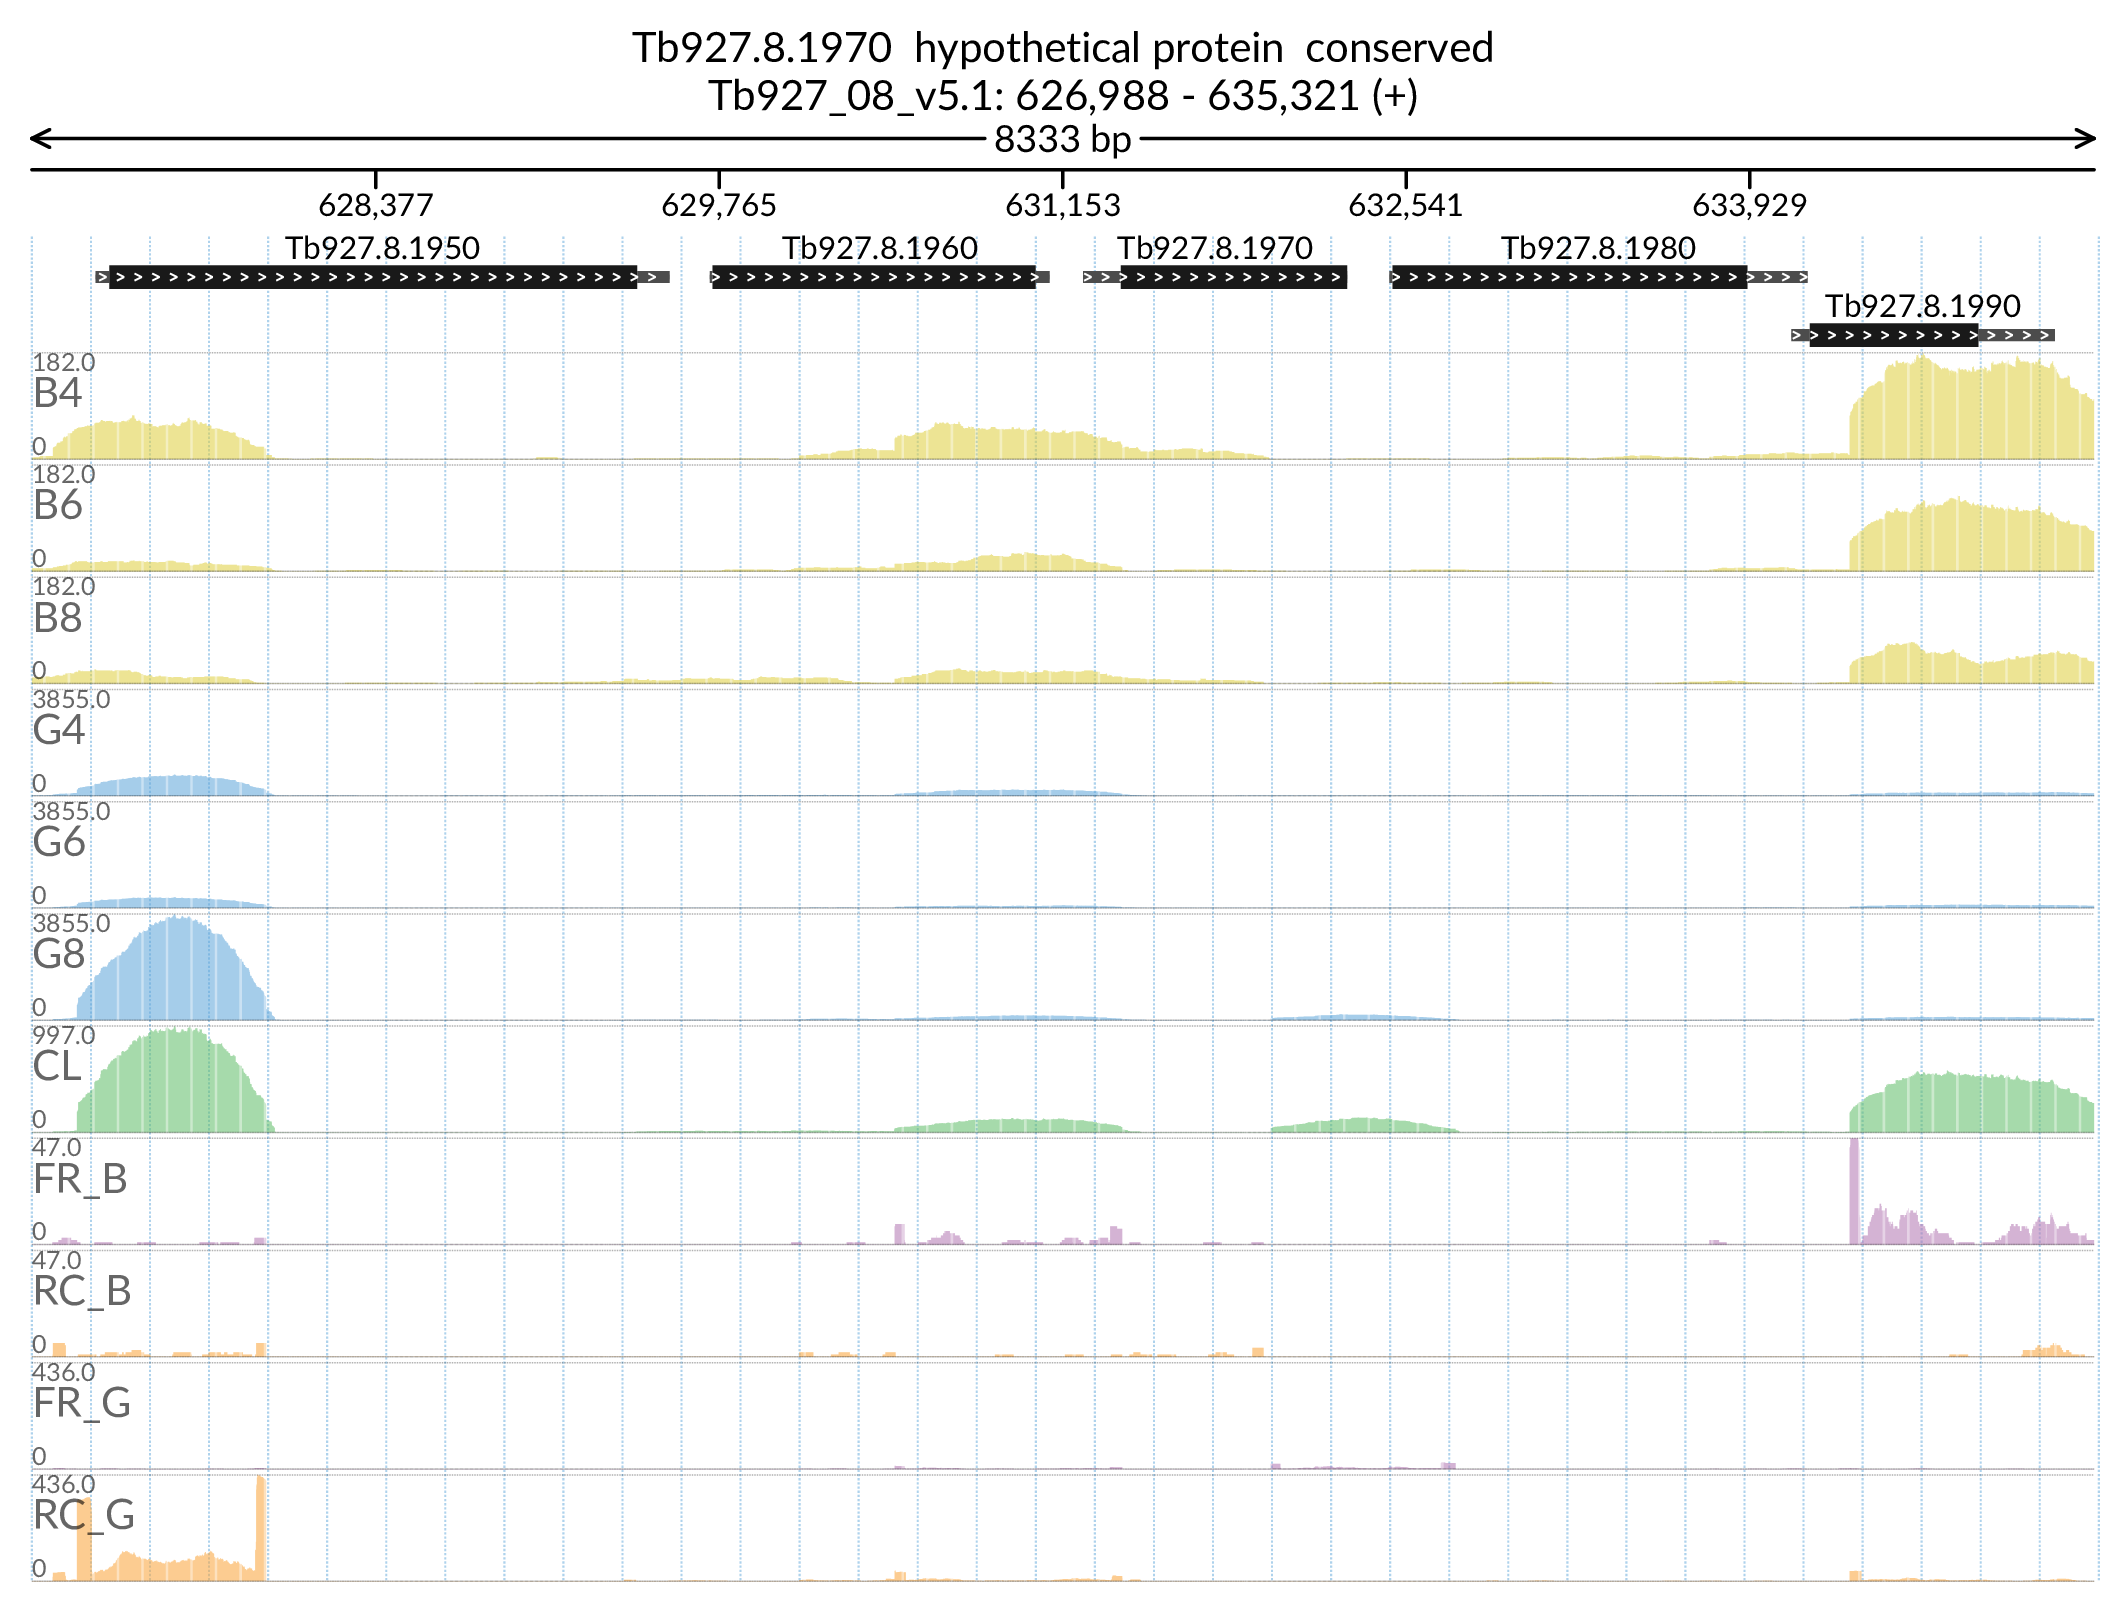 Tb927.8.1970  hypothetical protein  conserved
Tb927_08_v5.1: 626,988 - 635,321 (+)
8333 bp
628,377 629,765 631,153 632,541 633,929
Tb927.8.1950 Tb927.8.1960 Tb927.8.1970 Tb927.8.1980
Tb927.8.1990
182.0
B4
0
182.0
B6
0
182.0
B8
0
3855.0
G4
0
3855.0
G6
0
3855.0
G8
0
997.0
CL
0
47.0
FR_B
0
47.0
RC_B
0
436.0
FR_G
0
436.0
RC_G
0